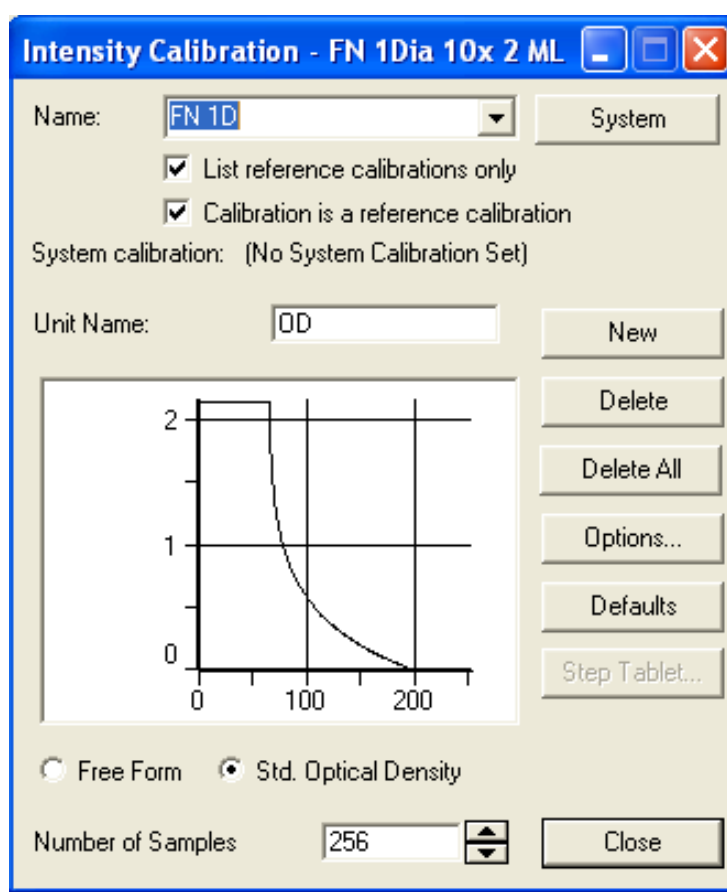 Intensity Calibration - FN 1Dia 10x 2 ML
Name: FN 1D System
List reference calibrations only
Calibration is a reference calibration
System calibration: (No System Calibration Set)
Unit Name: OD New
Delete
Delete All
Options...
Defaults
Step Tablet...
2
1
0
0 100 200
Free Form Std. Optical Density
Number of Samples 256 Close